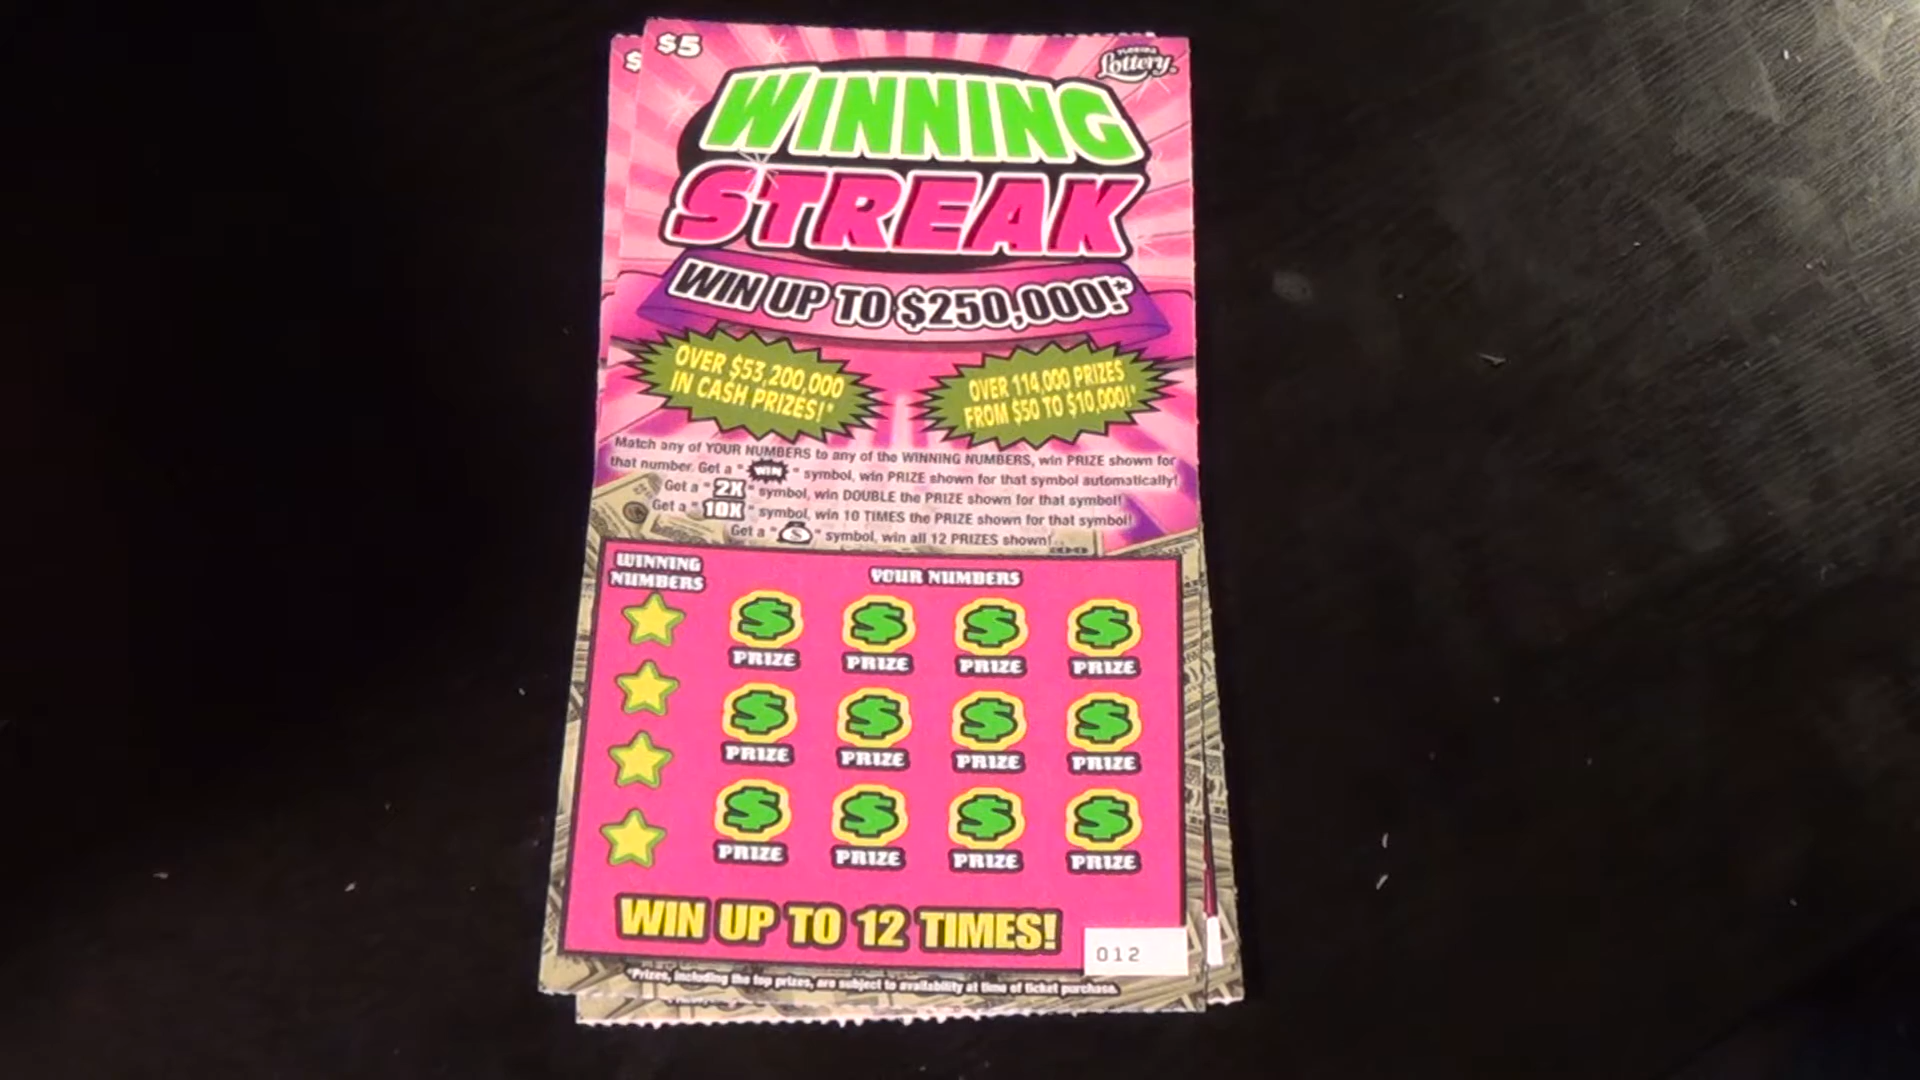 $5
$
FLORIDA
Lottery
WINNING
STREAK
WIN UP TO $250,000!*
OVER $53,200,000
IN CASH PRIZES!*
OVER 114,000 PRIZES
FROM $50 TO $10,000!*
Match any of YOUR NUMBERS to any of the WINNING NUMBERS, win PRIZE shown for
that number. Get a "WIN" symbol, win PRIZE shown for that symbol automatically!
Get a "2X" symbol, win DOUBLE the PRIZE shown for that symbol!
Get a "10X" symbol, win 10 TIMES the PRIZE shown for that symbol!
Get a "$" symbol, win all 12 PRIZES shown!
WINNING
NUMBERS
YOUR NUMBERS
$ $ $ $
PRIZE PRIZE PRIZE PRIZE
$ $ $ $
PRIZE PRIZE PRIZE PRIZE
$ $ $ $
PRIZE PRIZE PRIZE PRIZE
WIN UP TO 12 TIMES!
012
*Prizes, including the top prizes, are subject to availability at time of ticket purchase.